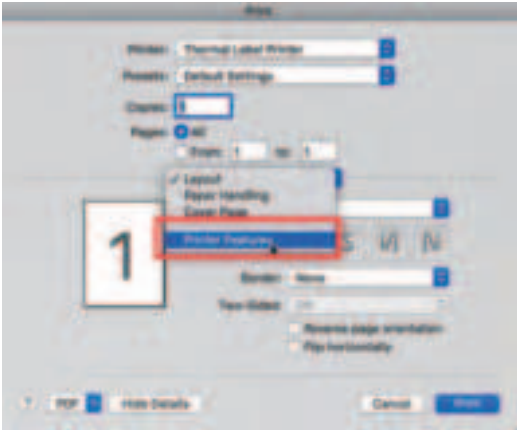 Print
Printer: Thermal Label Printer
Presets: Default Settings
Copies: 1
Pages: All
From: 1 to: 1
✓ Layout
Paper Handling
Cover Page
Printer Features
1
Border: None
Two-Sided: Off
Reverse page orientation
Flip horizontally
? PDF Hide Details Cancel Print